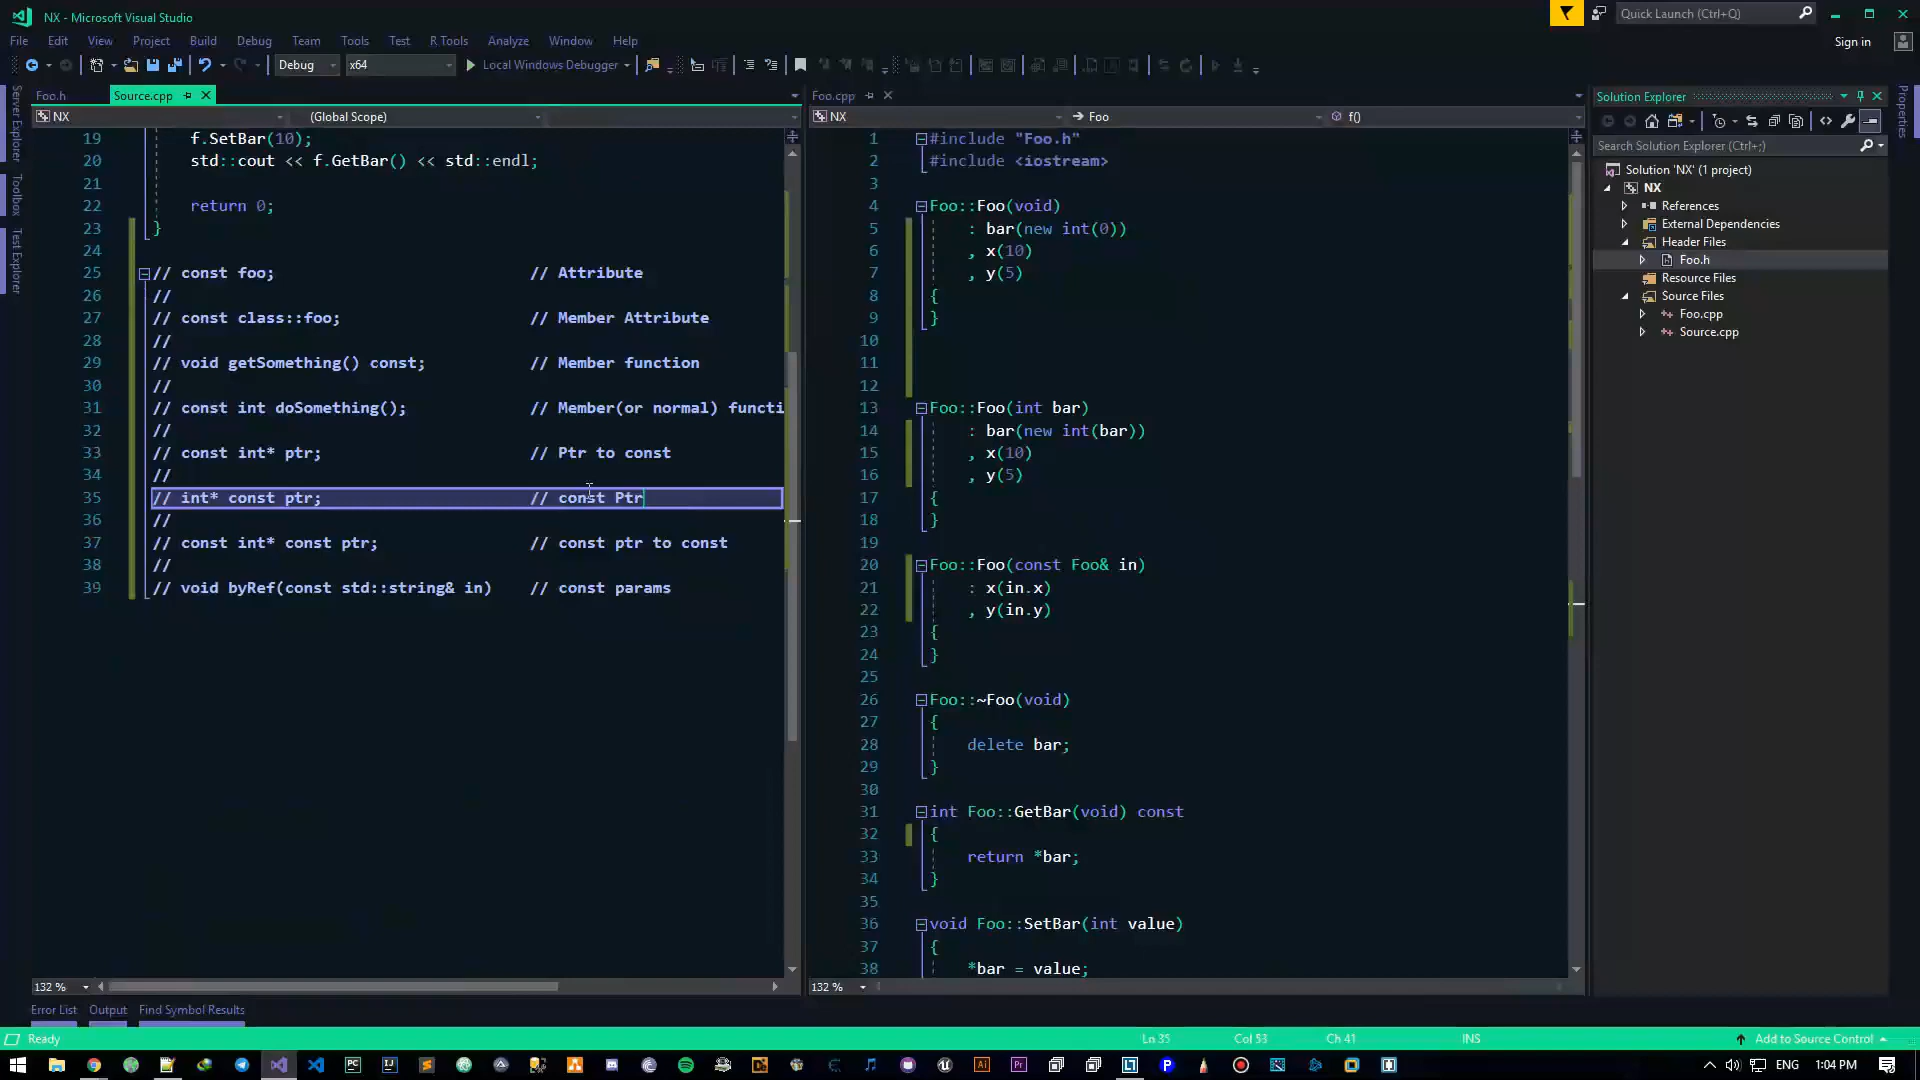 NX - Microsoft Visual Studio
Quick Launch (Ctrl+Q)
File Edit View Project Build Debug Team Tools Test R Tools Analyze Window Help
Sign in
Debug x64 Local Windows Debugger
Server Explorer
Toolbox
Test Explorer
Foo.h Source.cpp
NX (Global Scope)
19 f.SetBar(10);
20 std::cout << f.GetBar() << std::endl;
21
22 return 0;
23 }
24
25 // const foo; // Attribute
26 //
27 // const class::foo; // Member Attribute
28 //
29 // void getSomething() const; // Member function
30 //
31 // const int doSomething(); // Member(or normal) functi
32 //
33 // const int* ptr; // Ptr to const
34 //
35 // int* const ptr; // const Ptr
36 //
37 // const int* const ptr; // const ptr to const
38 //
39 // void byRef(const std::string& in) // const params
132 %
Foo.cpp
NX Foo f()
1 #include "Foo.h"
2 #include <iostream>
3
4 Foo::Foo(void)
5 : bar(new int(0))
6 , x(10)
7 , y(5)
8 {
9 }
10
11
12
13 Foo::Foo(int bar)
14 : bar(new int(bar))
15 , x(10)
16 , y(5)
17 {
18 }
19
20 Foo::Foo(const Foo& in)
21 : x(in.x)
22 , y(in.y)
23 {
24 }
25
26 Foo::~Foo(void)
27 {
28 delete bar;
29 }
30
31 int Foo::GetBar(void) const
32 {
33 return *bar;
34 }
35
36 void Foo::SetBar(int value)
37 {
38 *bar = value;
132 %
Solution Explorer
Search Solution Explorer (Ctrl+;)
Solution 'NX' (1 project)
NX
References
External Dependencies
Header Files
Foo.h
Resource Files
Source Files
Foo.cpp
Source.cpp
Properties
Error List Output Find Symbol Results
Ready Ln 35 Col 53 Ch 41 INS Add to Source Control
ENG 1:04 PM